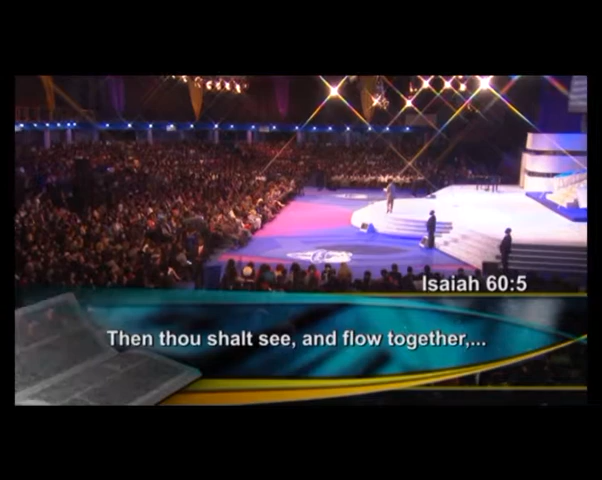 Isaiah 60:5
Then thou shalt see, and flow together,...